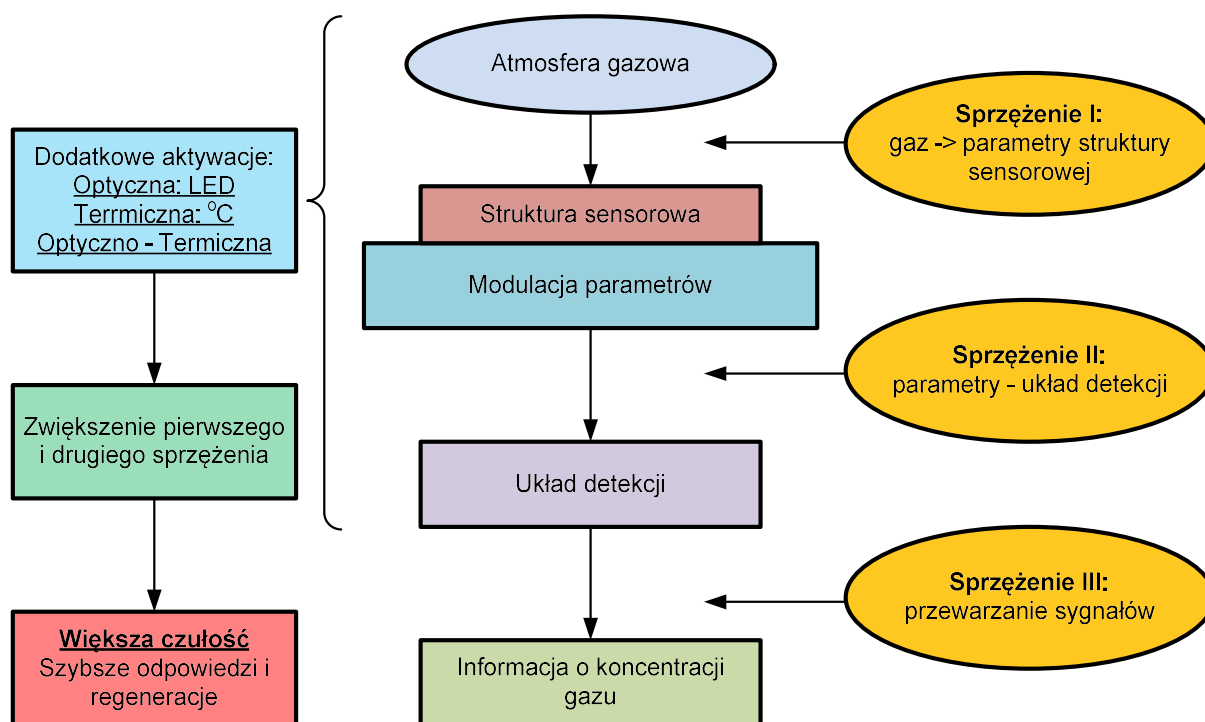 Atmosfera gazowa
Sprzężenie I:
gaz -> parametry struktury
sensorowej
Dodatkowe aktywacje:
Optyczna: LED
Terrmiczna: °C
Optyczno - Termiczna
Struktura sensorowa
Modulacja parametrów
Sprzężenie II:
parametry - układ detekcji
Zwiększenie pierwszego
i drugiego sprzężenia
Układ detekcji
Sprzężenie III:
przewarzanie sygnałów
Większa czułość
Szybsze odpowiedzi i
regeneracje
Informacja o koncentracji
gazu